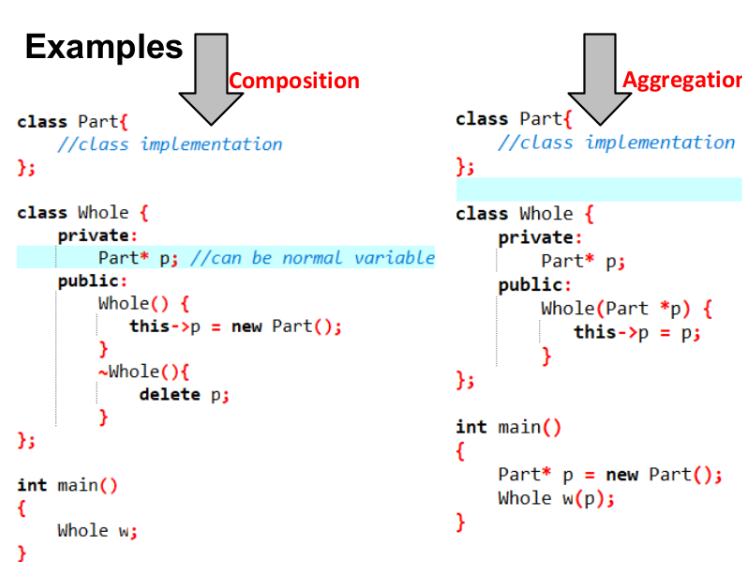 Examples
Composition
class Part{
//class implementation
};
class Whole {
private:
Part* p; //can be normal variable
public:
Whole() {
this->p = new Part();
}
~Whole(){
delete p;
}
};
int main()
{
Whole w;
}
Aggregation
class Part{
//class implementation
};
class Whole {
private:
Part* p;
public:
Whole(Part *p) {
this->p = p;
}
};
int main()
{
Part* p = new Part();
Whole w(p);
}